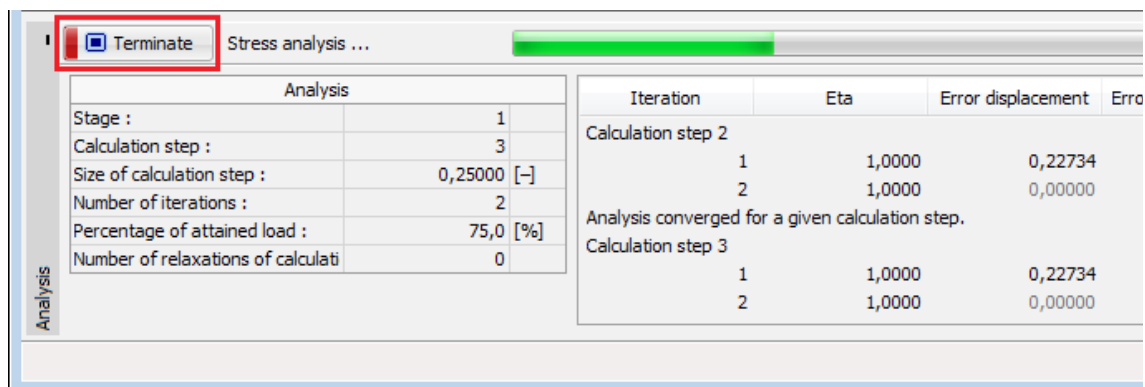 Terminate Stress analysis ...
Analysis
Stage : 1
Calculation step : 3
Size of calculation step : 0,25000 [–]
Number of iterations : 2
Percentage of attained load : 75,0 [%]
Number of relaxations of calculati 0
Iteration Eta Error displacement Erro
Calculation step 2
1 1,0000 0,22734
2 1,0000 0,00000
Analysis converged for a given calculation step.
Calculation step 3
1 1,0000 0,22734
2 1,0000 0,00000
Analysis